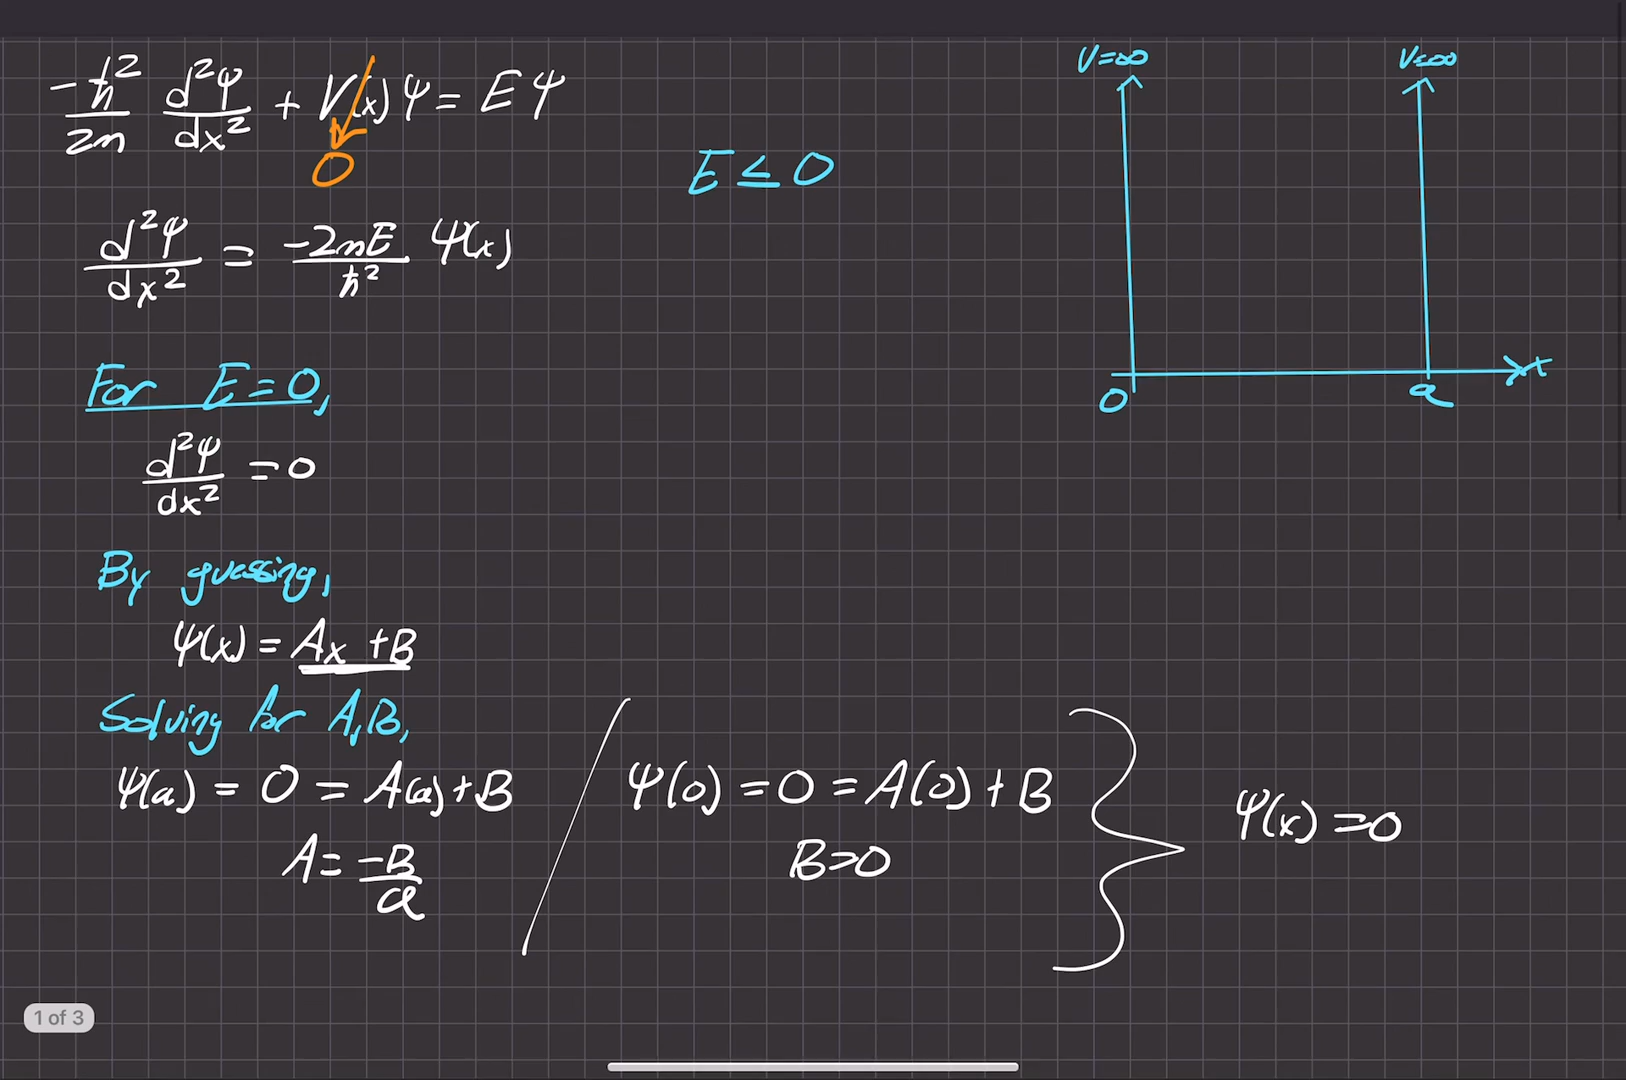 -ħ²/2m d²ψ/dx² + V(x)ψ = Eψ
0
E ≤ 0
V=∞
V=∞
0
a
x
d²ψ/dx² = -2mE/ħ² ψ(x)
For E=0,
d²ψ/dx² = 0
By guessing,
ψ(x) = Ax + B
Solving for A,B,
ψ(a) = 0 = A(a)+B
A = -B/a
ψ(0) = 0 = A(0)+B
B=0
ψ(x) = 0
1 of 3